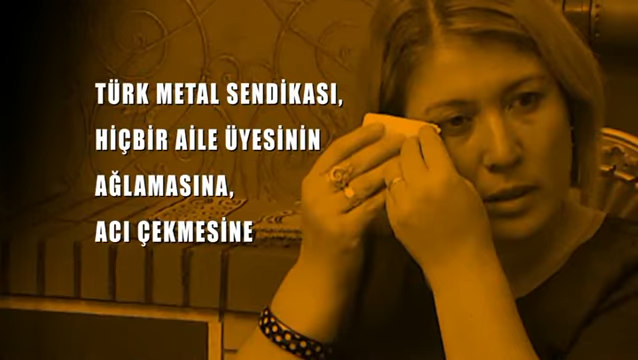 TÜRK METAL SENDİKASI,
HİÇBİR AİLE ÜYESİNİN
AĞLAMASINA,
ACI ÇEKMESİNE